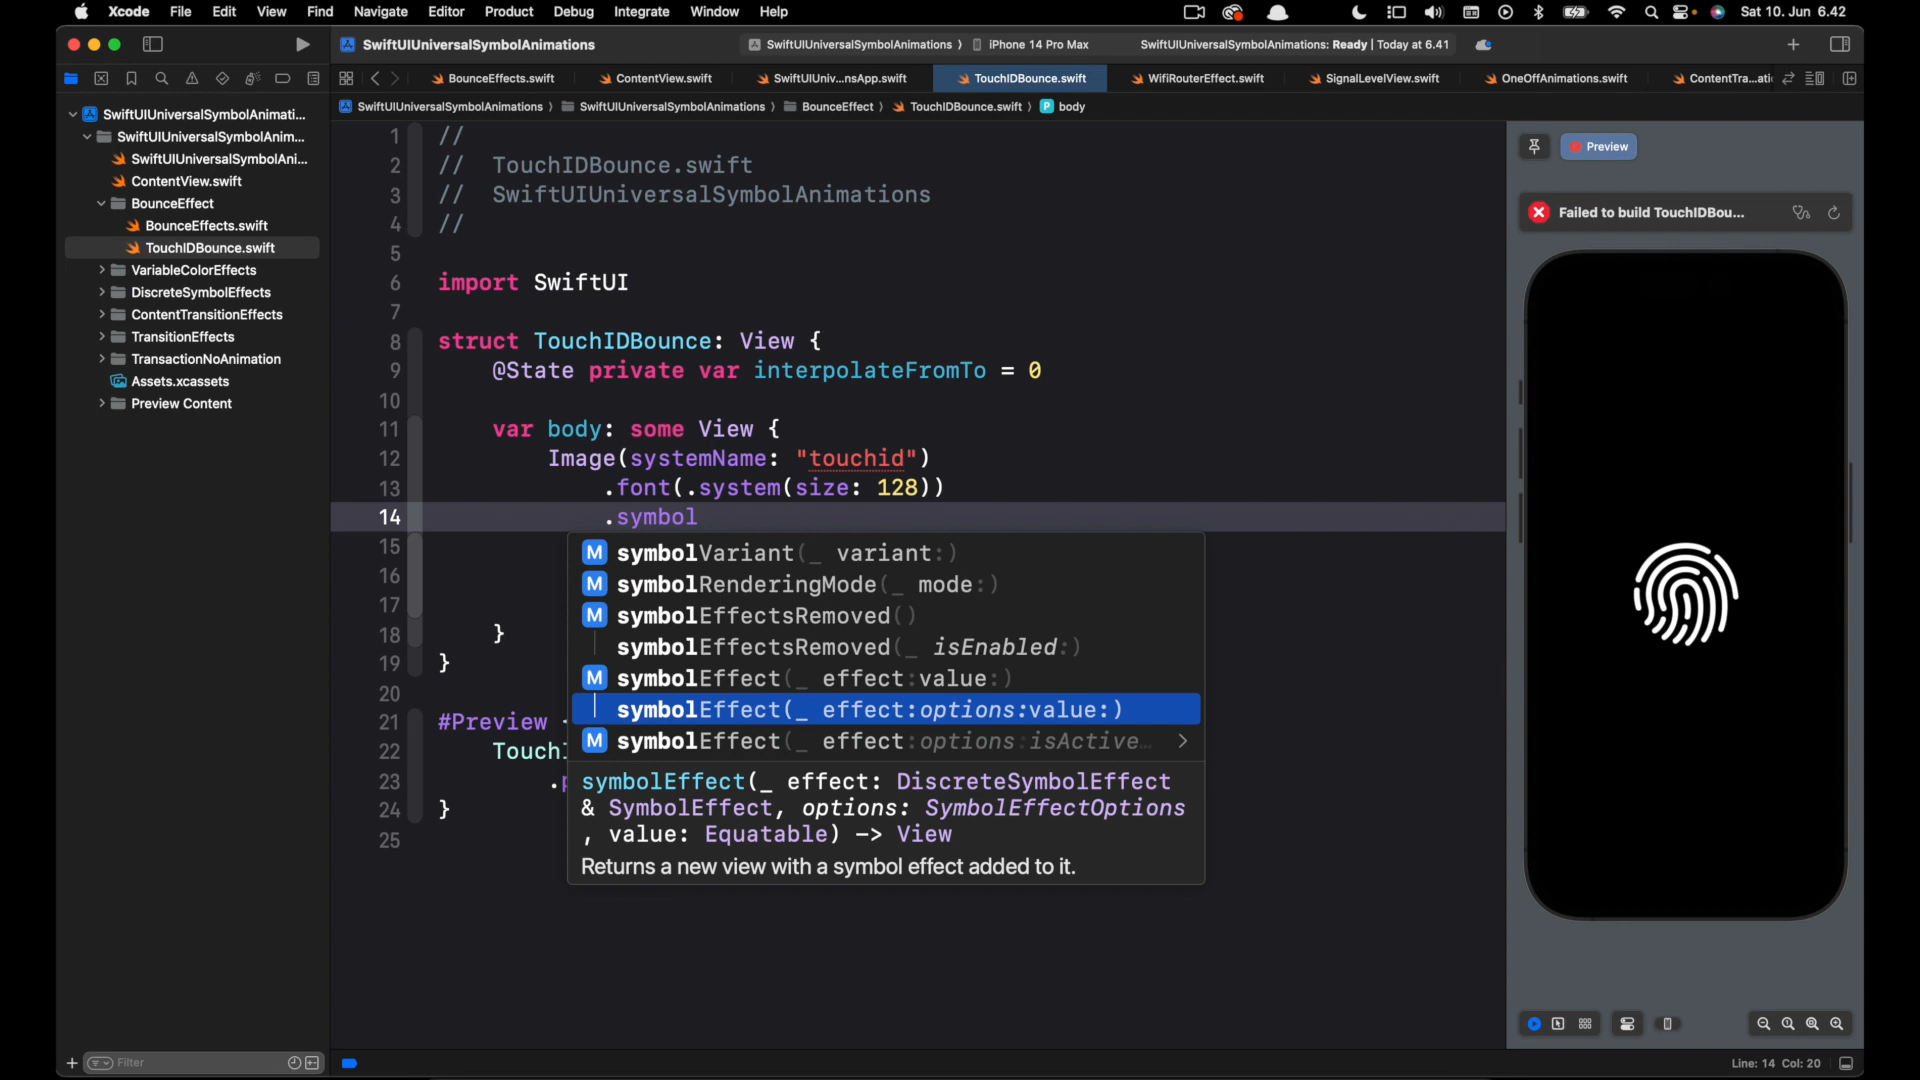 Xcode File Edit View Find Navigate Editor Product Debug Integrate Window Help Sat 10. Jun 6.42
SwiftUIUniversalSymbolAnimations SwiftUIUniversalSymbolAnimations ⟩ iPhone 14 Pro Max SwiftUIUniversalSymbolAnimations: Ready | Today at 6.41
BounceEffects.swift ContentView.swift SwiftUIUniv...nsApp.swift TouchIDBounce.swift WifiRouterEffect.swift SignalLevelView.swift OneOffAnimations.swift ContentTra...ati
SwiftUIUniversalSymbolAnimations ⟩ SwiftUIUniversalSymbolAnimations ⟩ BounceEffect ⟩ TouchIDBounce.swift ⟩ P body
SwiftUIUniversalSymbolAnimati...
SwiftUIUniversalSymbolAnim...
SwiftUIUniversalSymbolAni...
ContentView.swift
BounceEffect
BounceEffects.swift
TouchIDBounce.swift
VariableColorEffects
DiscreteSymbolEffects
ContentTransitionEffects
TransitionEffects
TransactionNoAnimation
Assets.xcassets
Preview Content
Filter
1 //
2 // TouchIDBounce.swift
3 // SwiftUIUniversalSymbolAnimations
4 //
5
6 import SwiftUI
7
8 struct TouchIDBounce: View {
9 @State private var interpolateFromTo = 0
10
11 var body: some View {
12 Image(systemName: "touchid")
13 .font(.system(size: 128))
14 .symbol
15
16
17
18 }
19 }
20
21 #Preview
22 TouchI
23 .p
24 }
25
M symbolVariant(_ variant:)
M symbolRenderingMode(_ mode:)
M symbolEffectsRemoved()
symbolEffectsRemoved(_ isEnabled:)
M symbolEffect(_ effect:value:)
symbolEffect(_ effect:options:value:)
M symbolEffect(_ effect:options:isActive...
symbolEffect(_ effect: DiscreteSymbolEffect
& SymbolEffect, options: SymbolEffectOptions
, value: Equatable) -> View
Returns a new view with a symbol effect added to it.
Preview
Failed to build TouchIDBou...
Line: 14 Col: 20